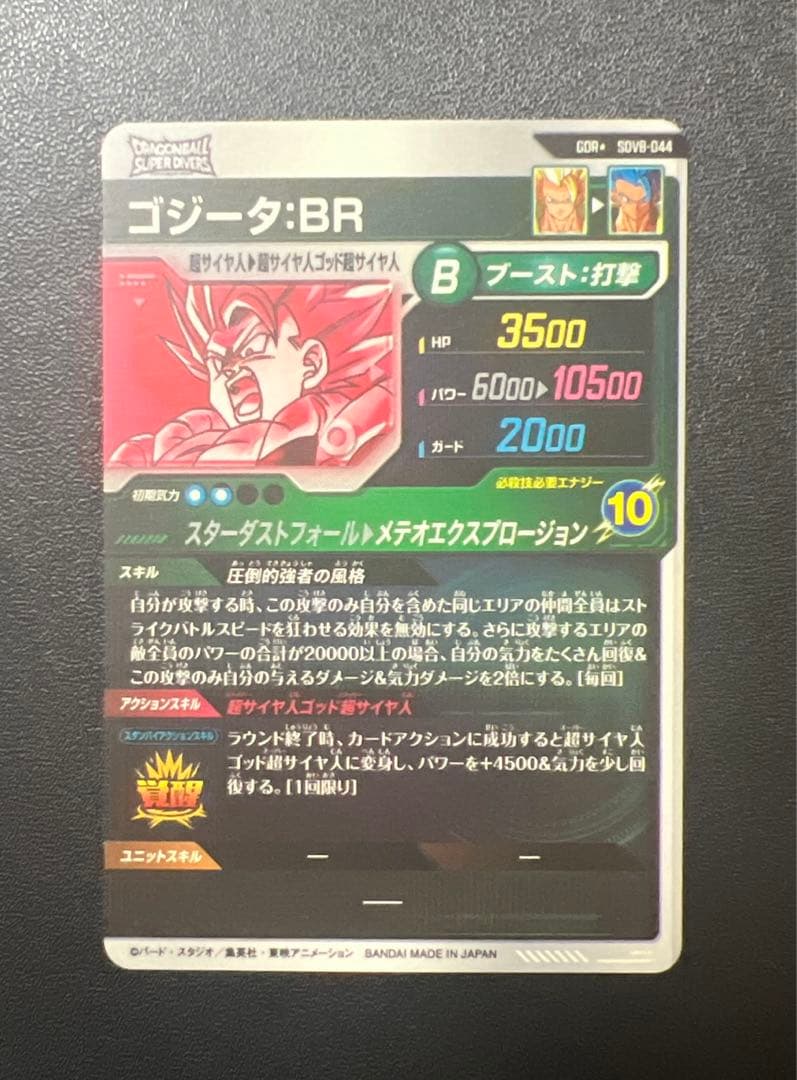 DRAGONBALL
SUPER DIVERS
GDR★ SDV8-044
ゴジータ:BR
超サイヤ人▶超サイヤ人ゴッド超サイヤ人
B ブースト:打撃
HP 3500
パワー 6000▶10500
ガード 2000
初期気力
必殺技必要エナジー
10
スターダストフォール▶メテオエクスプロージョン
スキル 圧倒的強者の風格
自分が攻撃する時、この攻撃のみ自分を含めた同じエリアの仲間全員はスト
ライクバトルスピードを狂わせる効果を無効にする。さらに攻撃するエリアの
敵全員のパワーの合計が20000以上の場合、自分の気力をたくさん回復&
この攻撃のみ自分の与えるダメージ&気力ダメージを2倍にする。[毎回]
アクションスキル 超サイヤ人ゴッド超サイヤ人
スタンバイアクションスキル
覚醒
ラウンド終了時、カードアクションに成功すると超サイヤ人
ゴッド超サイヤ人に変身し、パワーを+4500&気力を少し回
復する。[1回限り]
ユニットスキル ― ―
―
©バード・スタジオ/集英社・東映アニメーション BANDAI MADE IN JAPAN